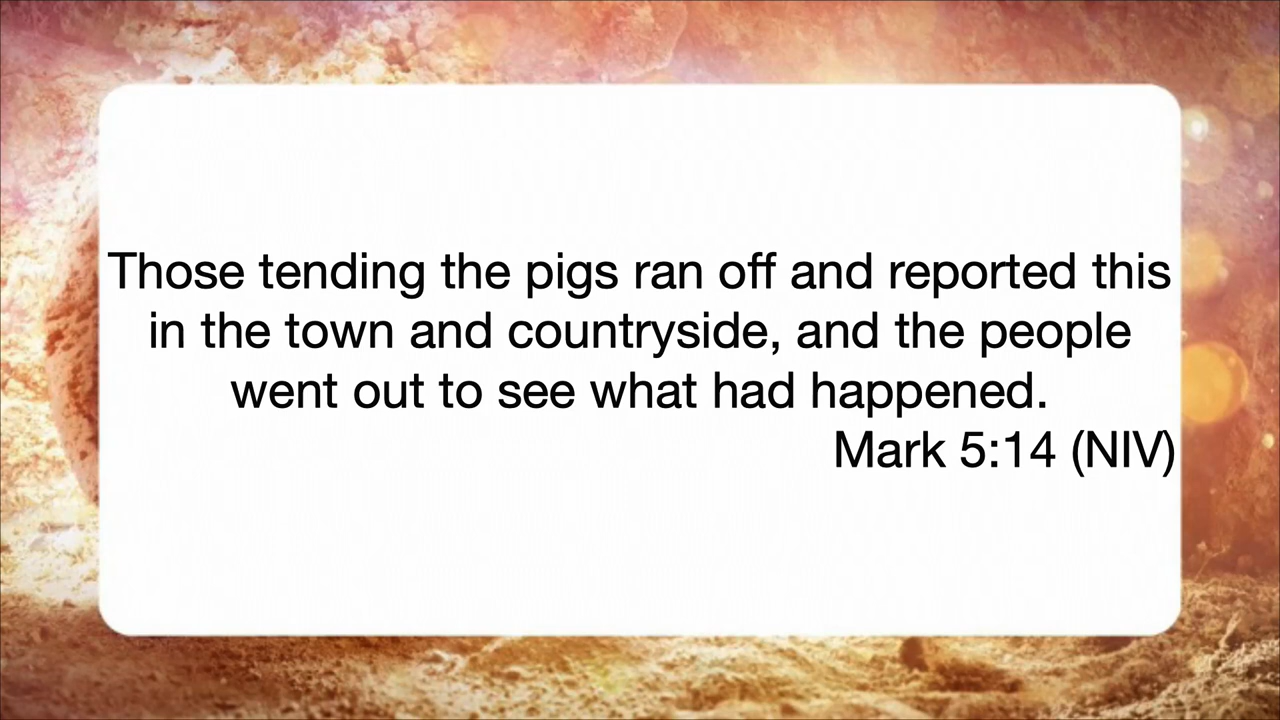 Those tending the pigs ran off and reported this
in the town and countryside, and the people
went out to see what had happened.
Mark 5:14 (NIV)